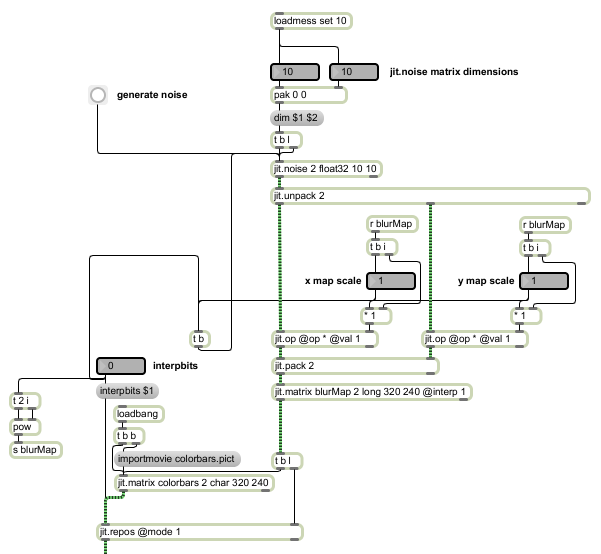 loadmess set 10
10
10
jit.noise matrix dimensions
generate noise
pak 0 0
dim $1 $2
t b l
jit.noise 2 float32 10 10
jit.unpack 2
r blurMap
r blurMap
t b i
t b i
x map scale
1
y map scale
1
* 1
* 1
t b
jit.op @op * @val 1
jit.op @op * @val 1
0
interpbits
jit.pack 2
interpbits $1
jit.matrix blurMap 2 long 320 240 @interp 1
t 2 i
loadbang
pow
t b b
s blurMap
importmovie colorbars.pict
t b l
jit.matrix colorbars 2 char 320 240
jit.repos @mode 1